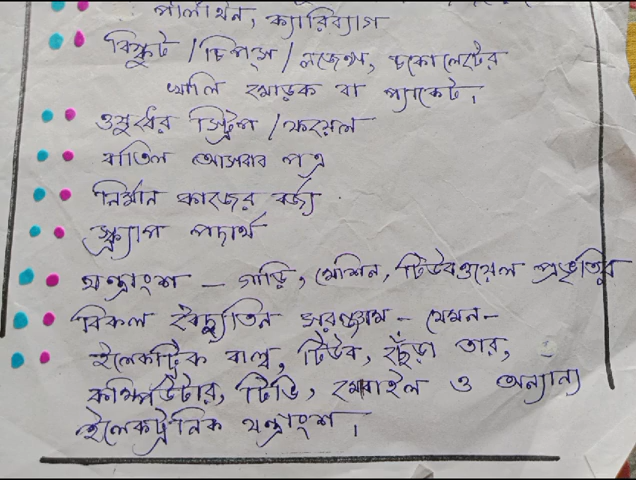 পলিথিন, ক্যারিব্যাগ
বিস্কুট / চিপস / লজেন্স, চকোলেটের
খালি মোড়ক বা প্যাকেট।
ওষুধের স্ট্রিপ / ফয়েল
বাতিল আসবাব পত্র
নির্মান কাজের বর্জ্য
স্ক্র্যাপ পদার্থ
যন্ত্রাংশ – গাড়ি, মেশিন, টিউবওয়েল প্রভৃতির
বিকল বৈদ্যুতিন সরঞ্জাম - যেমন-
ইলেকট্রিক বাল্ব, টিউব, ছেঁড়া তার,
কম্পিউটার, টিভি, মোবাইল ও অন্যান্য
ইলেকট্রনিক যন্ত্রাংশ।